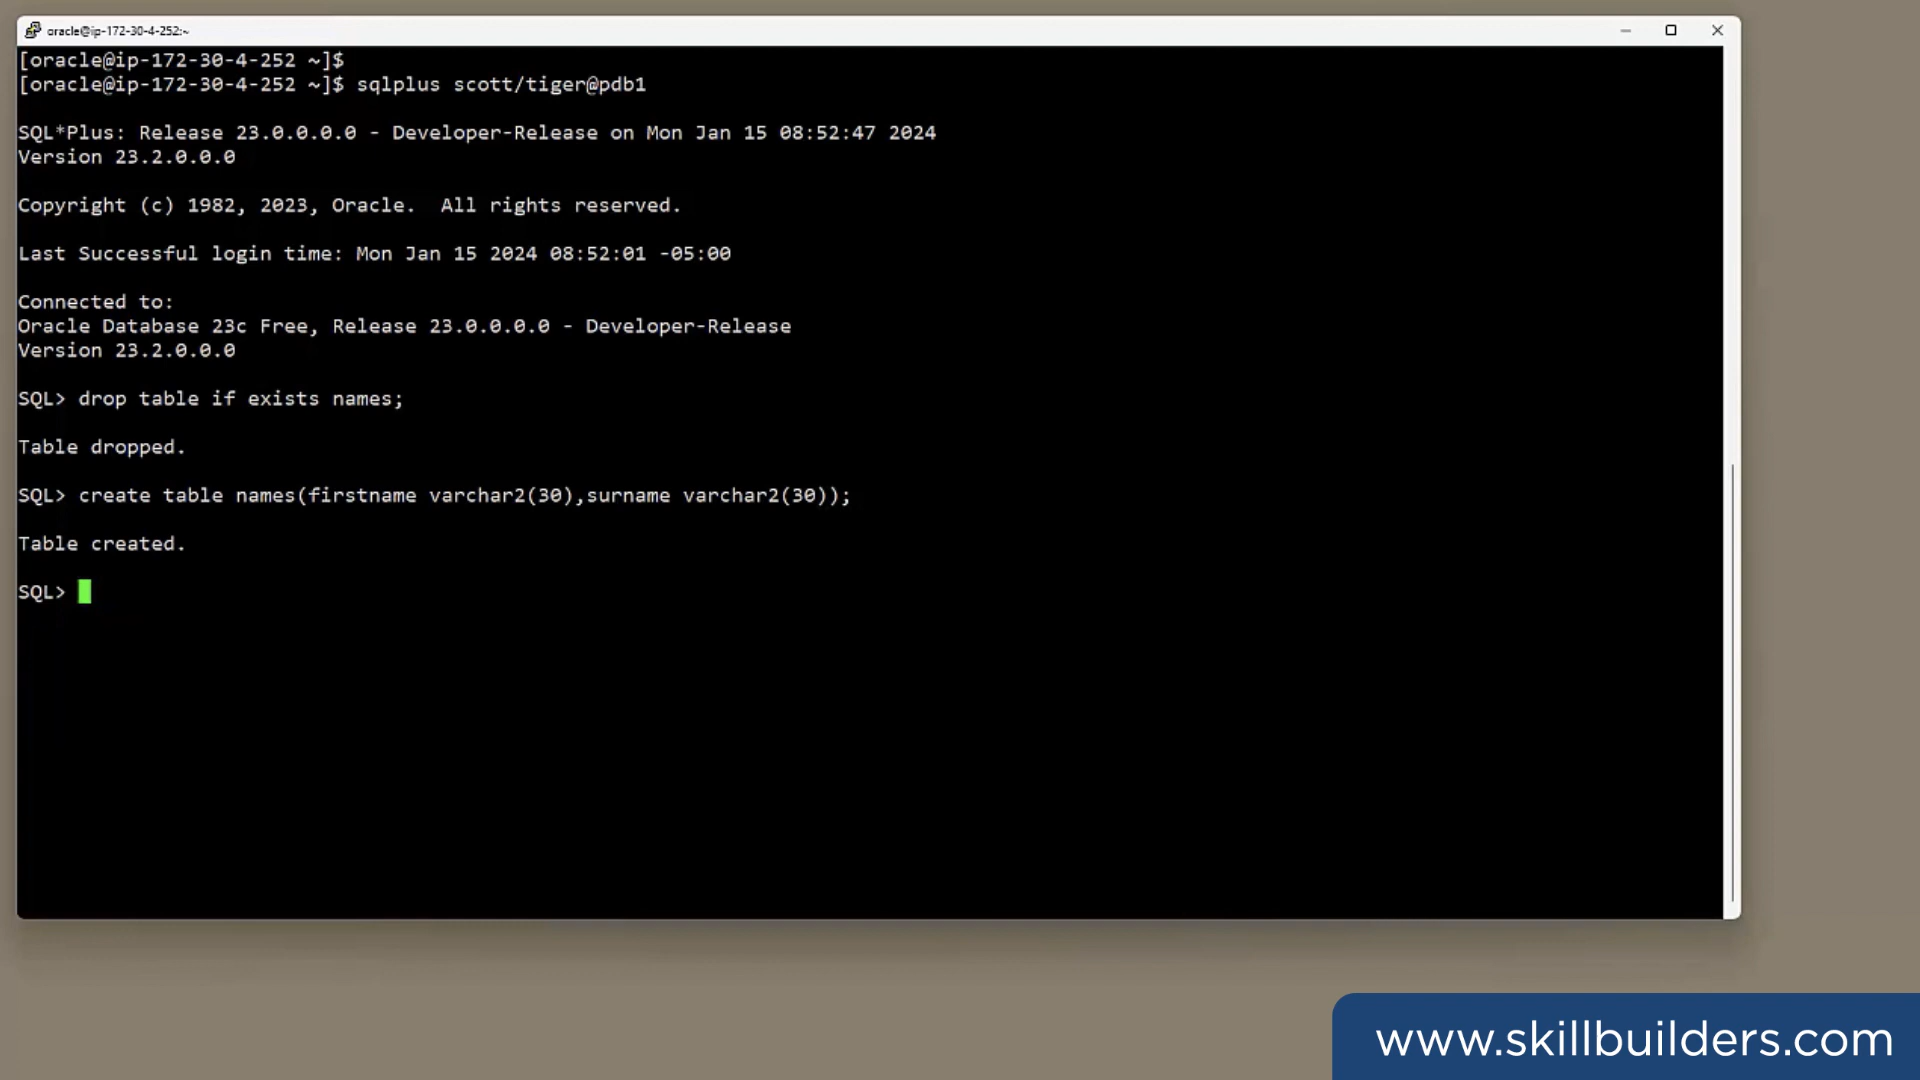 oracle@ip-172-30-4-252:~
[oracle@ip-172-30-4-252 ~]$
[oracle@ip-172-30-4-252 ~]$ sqlplus scott/tiger@pdb1
SQL*Plus: Release 23.0.0.0.0 - Developer-Release on Mon Jan 15 08:52:47 2024
Version 23.2.0.0.0
Copyright (c) 1982, 2023, Oracle.  All rights reserved.
Last Successful login time: Mon Jan 15 2024 08:52:01 -05:00
Connected to:
Oracle Database 23c Free, Release 23.0.0.0.0 - Developer-Release
Version 23.2.0.0.0
SQL> drop table if exists names;
Table dropped.
SQL> create table names(firstname varchar2(30),surname varchar2(30));
Table created.
SQL>
www.skillbuilders.com